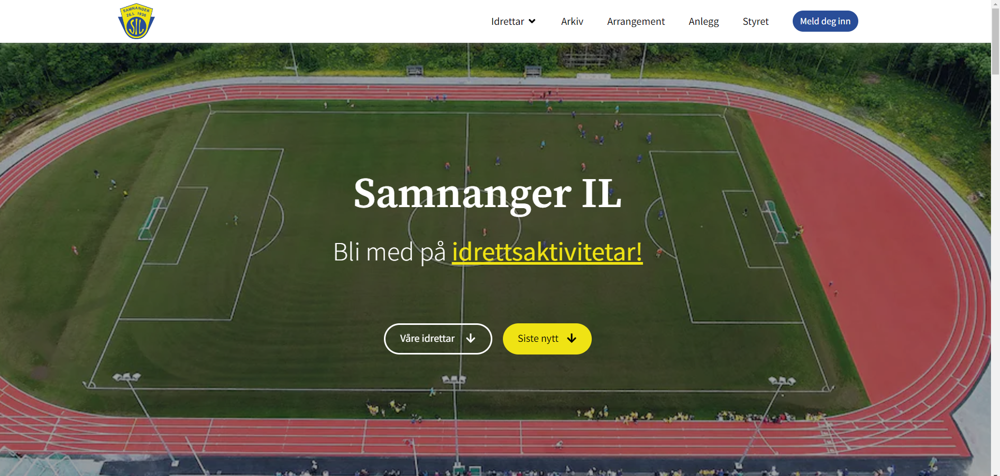 SAMNANGER
25.1. 1936
SIL
Idrettar
Arkiv
Arrangement
Anlegg
Styret
Meld deg inn
Samnanger IL
Bli med på idrettsaktivitetar!
Våre idrettar
Siste nytt